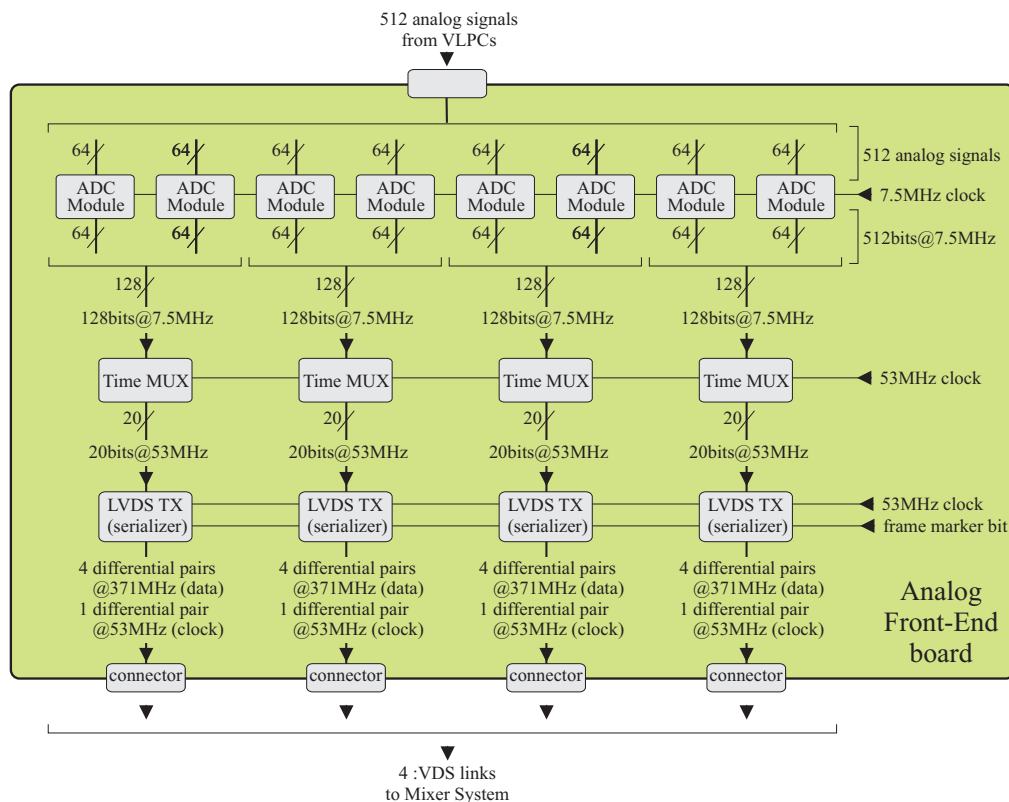 512 analog signals
from VLPCs
64 64 64 64 64 64 64 64
512 analog signals
ADC Module ADC Module ADC Module ADC Module ADC Module ADC Module ADC Module ADC Module
7.5MHz clock
64 64 64 64 64 64 64 64
512bits@7.5MHz
128 128 128 128
128bits@7.5MHz 128bits@7.5MHz 128bits@7.5MHz 128bits@7.5MHz
Time MUX Time MUX Time MUX Time MUX
53MHz clock
20 20 20 20
20bits@53MHz 20bits@53MHz 20bits@53MHz 20bits@53MHz
LVDS TX LVDS TX LVDS TX LVDS TX
53MHz clock
(serializer) (serializer) (serializer) (serializer)
frame marker bit
4 differential pairs 4 differential pairs 4 differential pairs 4 differential pairs
@371MHz (data) @371MHz (data) @371MHz (data) @371MHz (data)
1 differential pair 1 differential pair 1 differential pair 1 differential pair
@53MHz (clock) @53MHz (clock) @53MHz (clock) @53MHz (clock)
Analog
Front-End
board
connector connector connector connector
4 :VDS links
to Mixer System